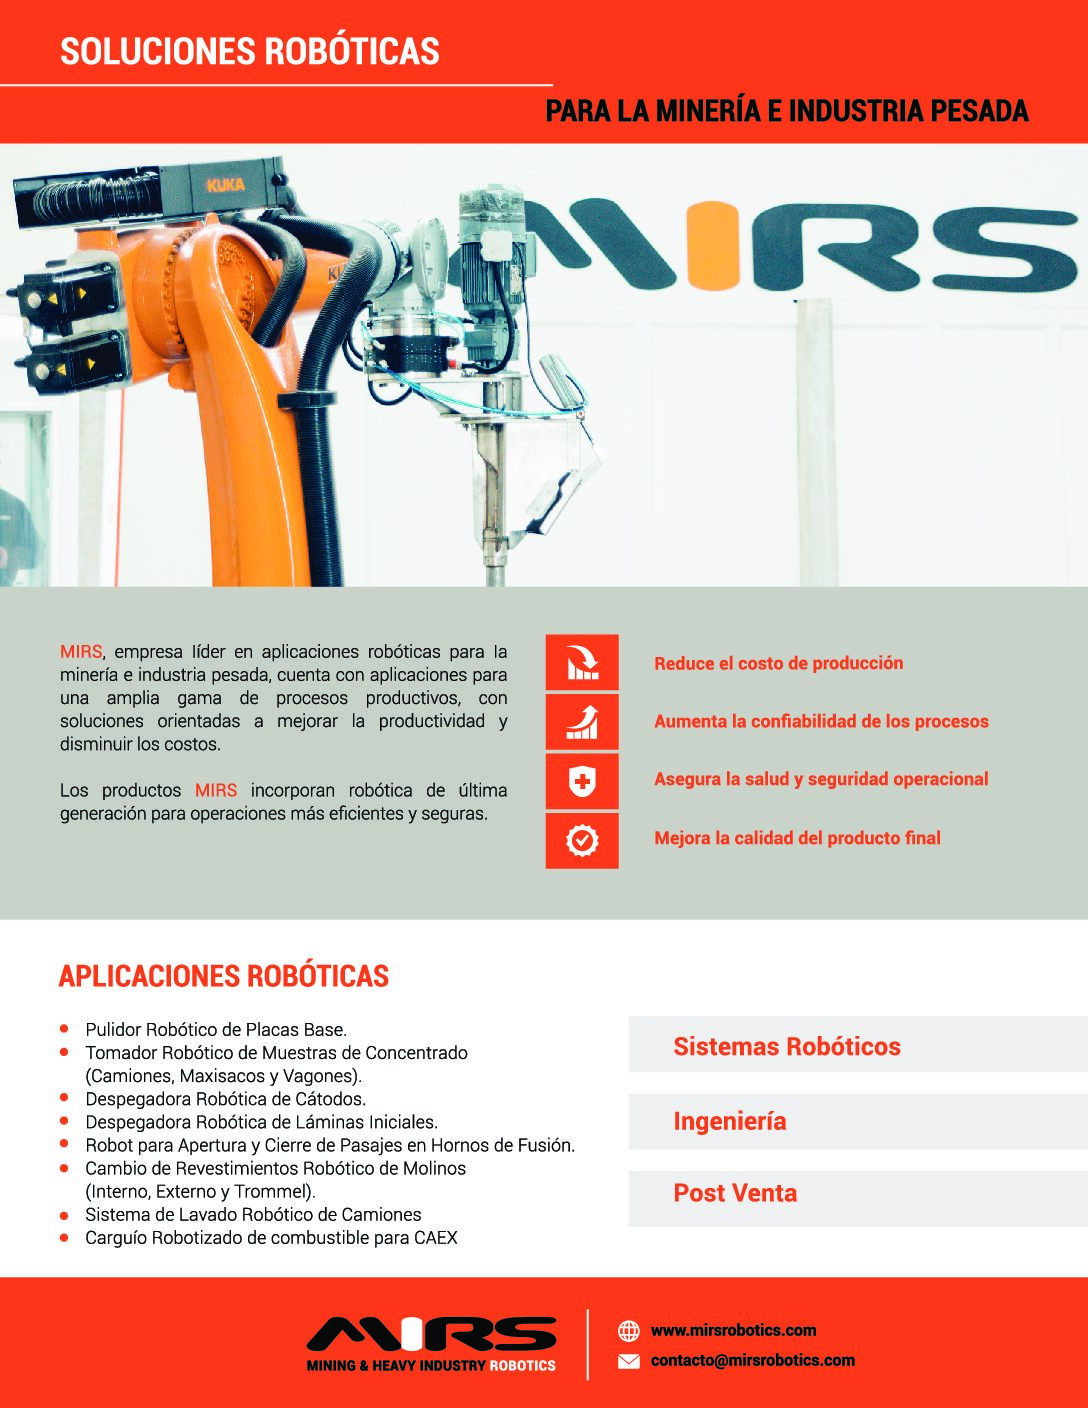 SOLUCIONES ROBÓTICAS
PARA LA MINERÍA E INDUSTRIA PESADA
KUKA
MIRS
MIRS, empresa líder en aplicaciones robóticas para la
minería e industria pesada, cuenta con aplicaciones para
una amplia gama de procesos productivos, con
soluciones orientadas a mejorar la productividad y
disminuir los costos.
Los productos MIRS incorporan robótica de última
generación para operaciones más eficientes y seguras.
Reduce el costo de producción
Aumenta la confiabilidad de los procesos
Asegura la salud y seguridad operacional
Mejora la calidad del producto final
APLICACIONES ROBÓTICAS
Pulidor Robótico de Placas Base.
Tomador Robótico de Muestras de Concentrado
(Camiones, Maxisacos y Vagones).
Despegadora Robótica de Cátodos.
Despegadora Robótica de Láminas Iniciales.
Robot para Apertura y Cierre de Pasajes en Hornos de Fusión.
Cambio de Revestimientos Robótico de Molinos
(Interno, Externo y Trommel).
Sistema de Lavado Robótico de Camiones
Carguío Robotizado de combustible para CAEX
Sistemas Robóticos
Ingeniería
Post Venta
MIRS
MINING & HEAVY INDUSTRY ROBOTICS
www.mirsrobotics.com
contacto@mirsrobotics.com